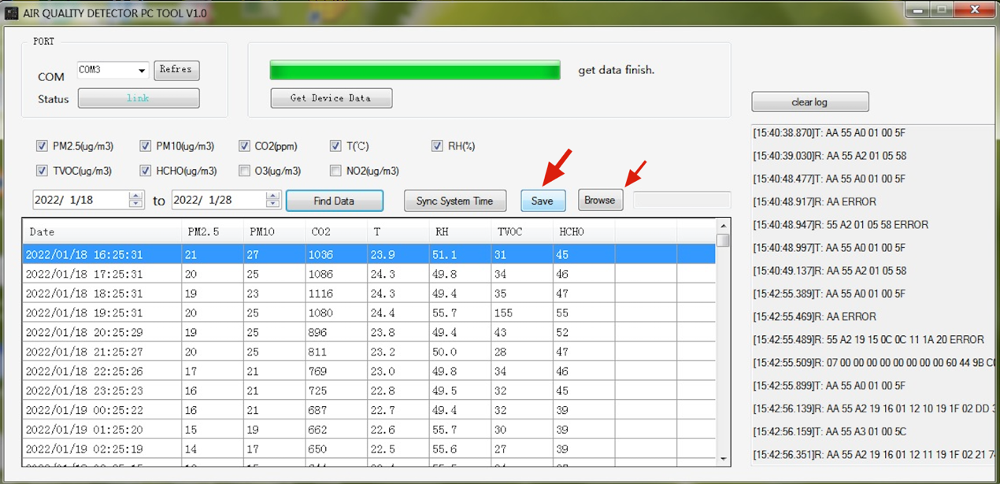 AIR QUALITY DETECTOR PC TOOL V1.0
PORT
COM COM3 Refres
Status link
get data finish.
Get Device Data
PM2.5(ug/m3) PM10(ug/m3) CO2(ppm) T(℃) RH(%)
TVOC(ug/m3) HCHO(ug/m3) O3(ug/m3) NO2(ug/m3)
2022/ 1/18 to 2022/ 1/28 Find Data Sync System Time Save Browse
Date PM2.5 PM10 CO2 T RH TVOC HCHO
2022/01/18 16:25:31 21 27 1036 23.9 51.1 31 45
2022/01/18 17:25:31 20 25 1086 24.3 49.8 34 46
2022/01/18 18:25:31 19 23 1116 24.3 49.4 35 47
2022/01/18 19:25:31 20 25 1080 24.4 55.7 155 55
2022/01/18 20:25:29 19 25 896 23.8 49.4 43 52
2022/01/18 21:25:27 20 25 811 23.2 50.0 28 47
2022/01/18 22:25:26 17 21 769 23.0 49.8 34 46
2022/01/18 23:25:23 16 21 725 22.8 49.5 32 45
2022/01/19 00:25:22 16 21 687 22.7 49.4 32 39
2022/01/19 01:25:20 15 19 662 22.6 55.7 30 39
2022/01/19 02:25:19 14 17 650 22.5 55.6 27 39
clear log
[15:40:38.870]T: AA 55 A0 01 00 5F
[15:40:39.030]R: AA 55 A2 01 05 58
[15:40:48.477]T: AA 55 A0 01 00 5F
[15:40:48.917]R: AA ERROR
[15:40:48.947]R: 55 A2 01 05 58 ERROR
[15:40:48.997]T: AA 55 A0 01 00 5F
[15:40:49.137]R: AA 55 A2 01 05 58
[15:42:55.389]T: AA 55 A0 01 00 5F
[15:42:55.469]R: AA ERROR
[15:42:55.489]R: 55 A2 19 15 0C 0C 11 1A 20 ERROR
[15:42:55.509]R: 07 00 00 00 00 00 00 00 00 60 44 9B
[15:42:55.899]T: AA 55 A0 01 00 5F
[15:42:56.139]R: AA 55 A2 19 16 01 12 10 19 1F 02 DD
[15:42:56.159]T: AA 55 A3 01 00 5C
[15:42:56.351]R: AA 55 A2 19 16 01 12 11 19 1F 02 21